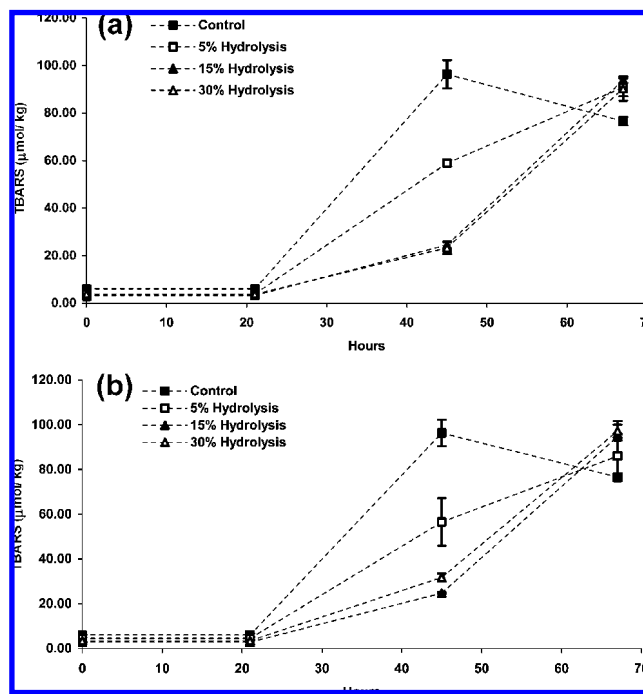 (a)
Control
5% Hydrolysis
15% Hydrolysis
30% Hydrolysis
120.00
100.00
80.00
60.00
40.00
20.00
0.00
TBARS (μmol/ kg)
0 10 20 30 40 50 60 70
Hours
(b)
Control
5% Hydrolysis
15% Hydrolysis
30% Hydrolysis
120.00
100.00
80.00
60.00
40.00
20.00
0.00
TBARS (μmol/ kg)
0 10 20 30 40 50 60 70
Hours